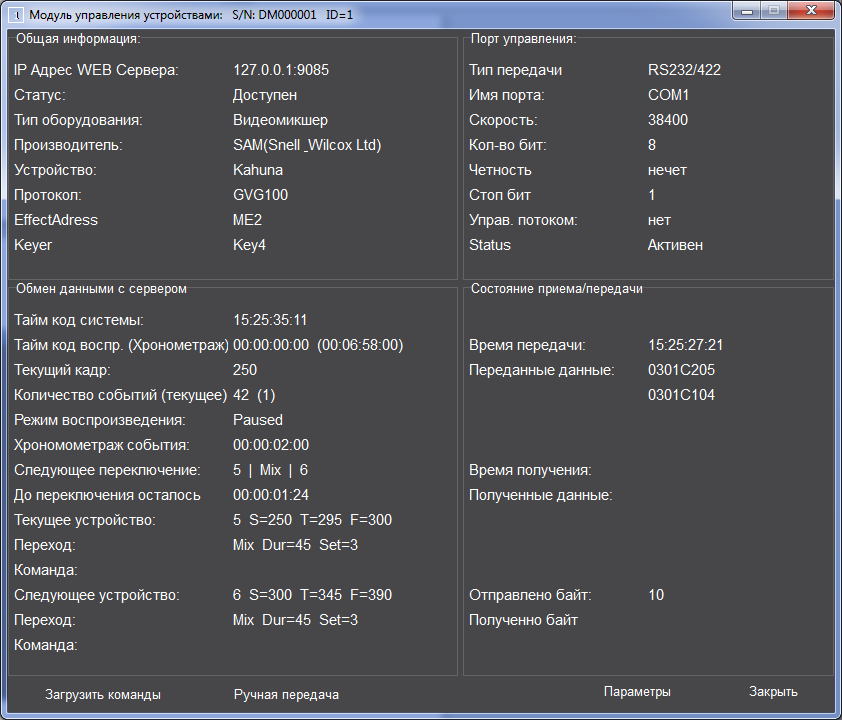 Модуль управления устройствами: S/N: DM000001 ID=1
Общая информация:
IP Адрес WEB Сервера: 127.0.0.1:9085
Статус: Доступен
Тип оборудования: Видеомикшер
Производитель: SAM(Snell _Wilcox Ltd)
Устройство: Kahuna
Протокол: GVG100
EffectAdress ME2
Keyer Key4
Порт управления:
Тип передачи RS232/422
Имя порта: COM1
Скорость: 38400
Кол-во бит: 8
Четность нечет
Стоп бит 1
Управ. потоком: нет
Status Активен
Обмен данными с сервером
Тайм код системы: 15:25:35:11
Тайм код воспр. (Хронометраж) 00:00:00:00 (00:06:58:00)
Текущий кадр: 250
Количество событий (текущее) 42 (1)
Режим воспроизведения: Paused
Хрономометраж события: 00:00:02:00
Следующее переключение: 5 | Mix | 6
До переключения осталось 00:00:01:24
Текущее устройство: 5 S=250 T=295 F=300
Переход: Mix Dur=45 Set=3
Команда:
Следующее устройство: 6 S=300 T=345 F=390
Переход: Mix Dur=45 Set=3
Команда:
Состояние приема/передачи
Время передачи: 15:25:27:21
Переданные данные: 0301C205
0301C104
Время получения:
Полученные данные:
Отправлено байт: 10
Полученно байт
Загрузить команды
Ручная передача
Параметры
Закрыть